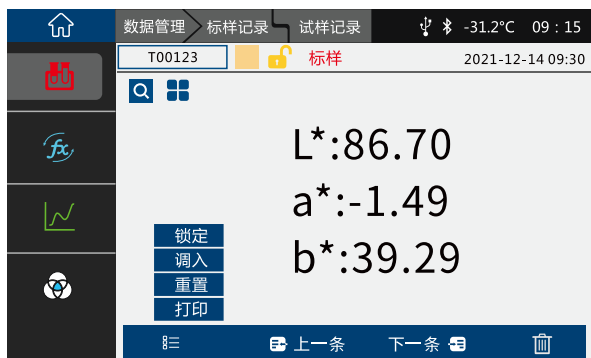 数据管理 标样记录 试样记录 -31.2°C 09 : 15
T00123 标样 2021-12-14 09:30
fx
L*:86.70
a*:-1.49
b*:39.29
锁定
调入
重置
打印
上一条 下一条